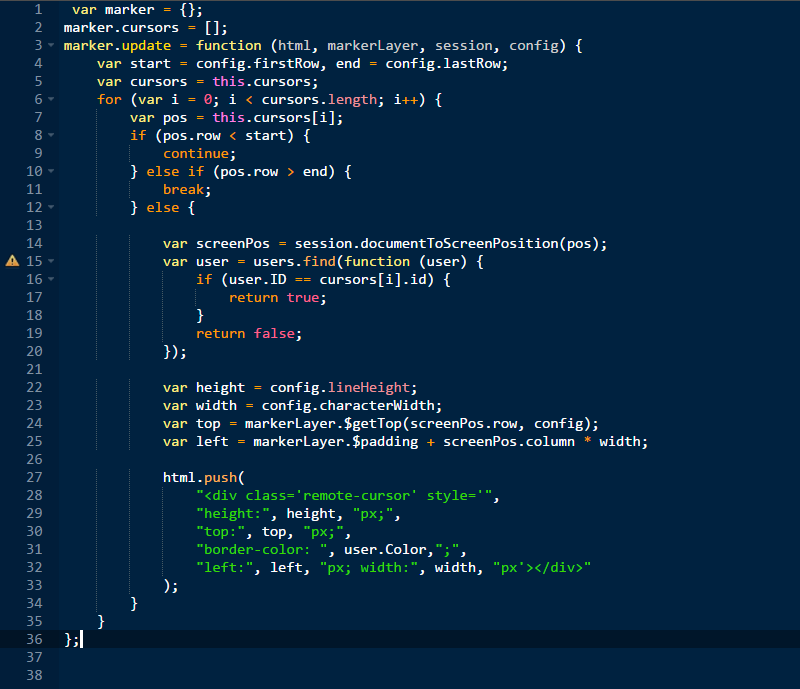 1 var marker = {};
2 marker.cursors = [];
3 marker.update = function (html, markerLayer, session, config) {
4     var start = config.firstRow, end = config.lastRow;
5     var cursors = this.cursors;
6     for (var i = 0; i < cursors.length; i++) {
7         var pos = this.cursors[i];
8         if (pos.row < start) {
9             continue;
10         } else if (pos.row > end) {
11             break;
12         } else {
13
14             var screenPos = session.documentToScreenPosition(pos);
15             var user = users.find(function (user) {
16                 if (user.ID == cursors[i].id) {
17                     return true;
18                 }
19                 return false;
20             });
21
22             var height = config.lineHeight;
23             var width = config.characterWidth;
24             var top = markerLayer.$getTop(screenPos.row, config);
25             var left = markerLayer.$padding + screenPos.column * width;
26
27             html.push(
28                 "<div class='remote-cursor' style='",
29                 "height:", height, "px;",
30                 "top:", top, "px;",
31                 "border-color: ", user.Color,";",
32                 "left:", left, "px; width:", width, "px'></div>"
33             );
34         }
35     }
36 };
37
38